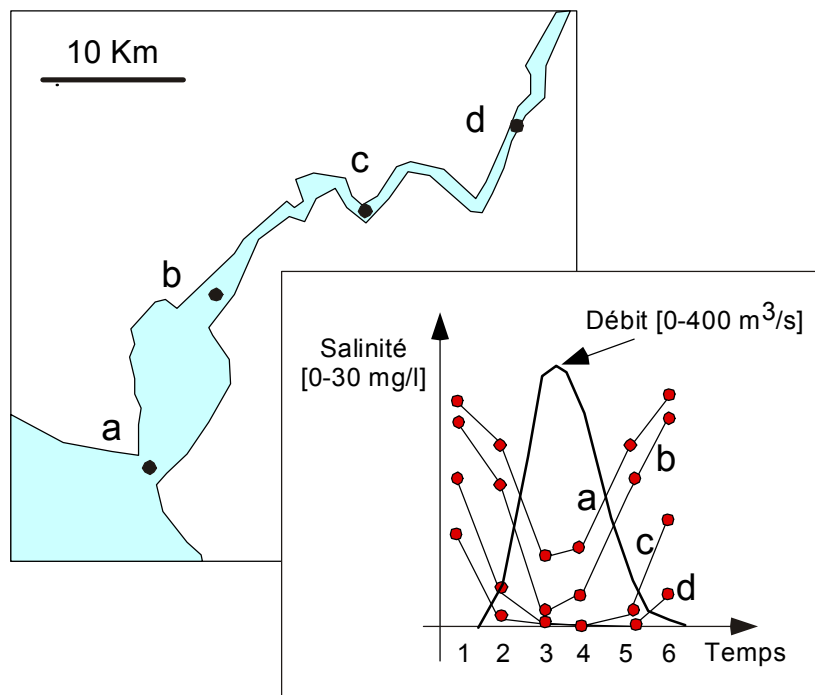 10 Km
d
c
b
a
Débit [0-400 m³/s]
Salinité
[0-30 mg/l]
a
b
c
d
1 2 3 4 5 6 Temps